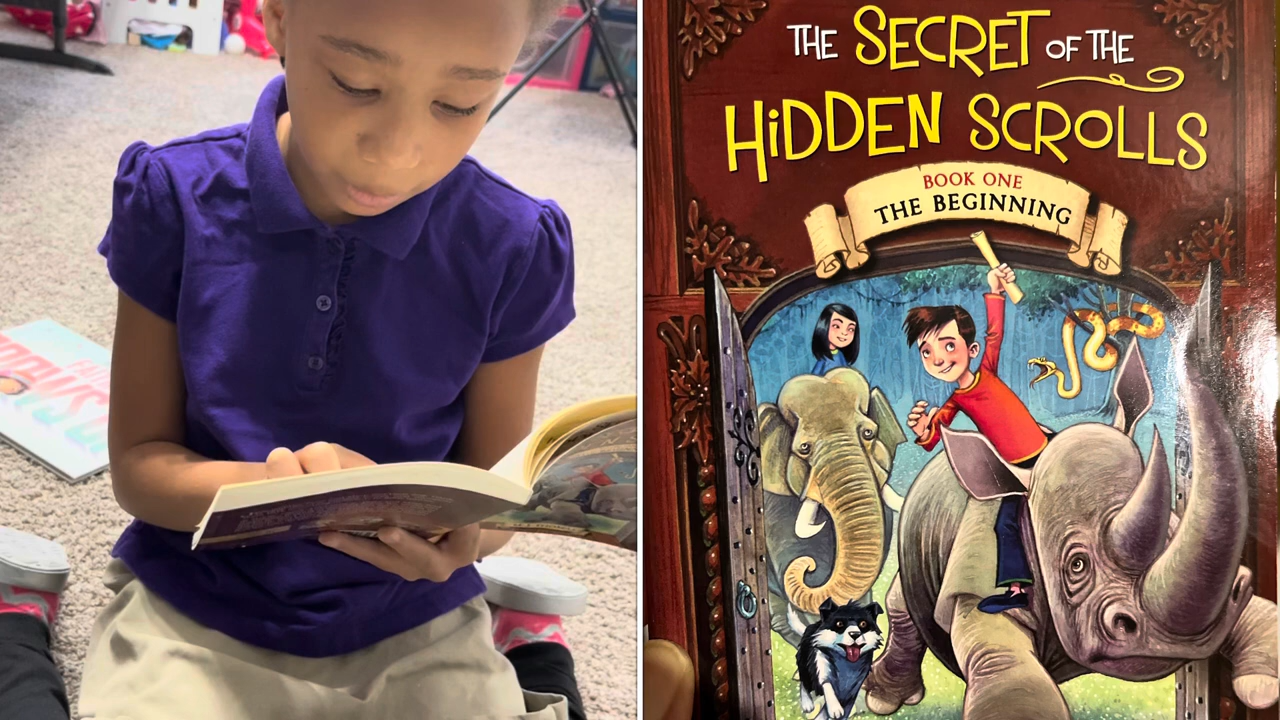 THE SECRET OF THE
HiDDEN SCROLLS
BOOK ONE
THE BEGINNING